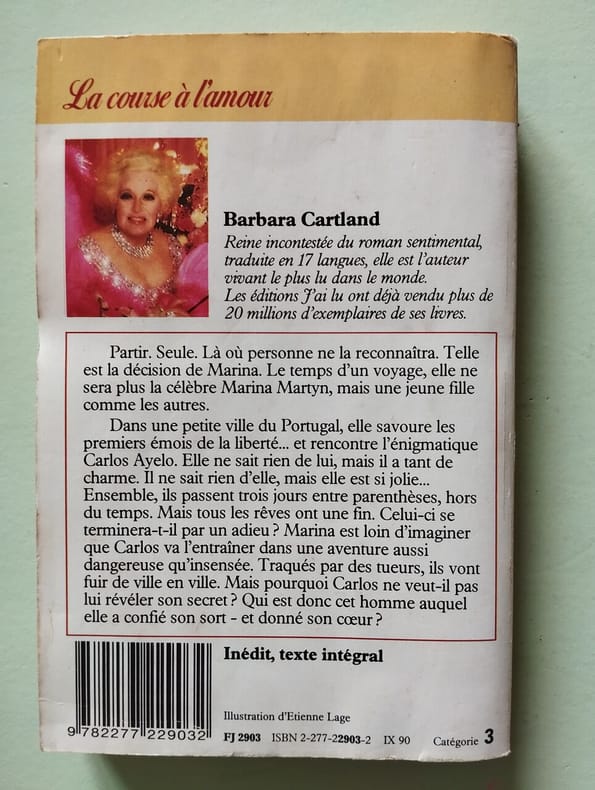 La course à l'amour
Barbara Cartland
Reine incontestée du roman sentimental,
traduite en 17 langues, elle est l'auteur
vivant le plus lu dans le monde.
Les éditions J'ai lu ont déjà vendu plus de
20 millions d'exemplaires de ses livres.
Partir. Seule. Là où personne ne la reconnaîtra. Telle
est la décision de Marina. Le temps d'un voyage, elle ne
sera plus la célèbre Marina Martyn, mais une jeune fille
comme les autres.
Dans une petite ville du Portugal, elle savoure les
premiers émois de la liberté... et rencontre l'énigmatique
Carlos Ayelo. Elle ne sait rien de lui, mais il a tant de
charme. Il ne sait rien d'elle, mais elle est si jolie...
Ensemble, ils passent trois jours entre parenthèses, hors
du temps. Mais tous les rêves ont une fin. Celui-ci se
terminera-t-il par un adieu ? Marina est loin d'imaginer
que Carlos va l'entraîner dans une aventure aussi
dangereuse qu'insensée. Traqués par des tueurs, ils vont
fuir de ville en ville. Mais pourquoi Carlos ne veut-il pas
lui révéler son secret ? Qui est donc cet homme auquel
elle a confié son sort - et donné son cœur ?
Inédit, texte intégral
Illustration d'Etienne Lage
9 782277 229032
FJ 2903 ISBN 2-277-22903-2 IX 90 Catégorie 3